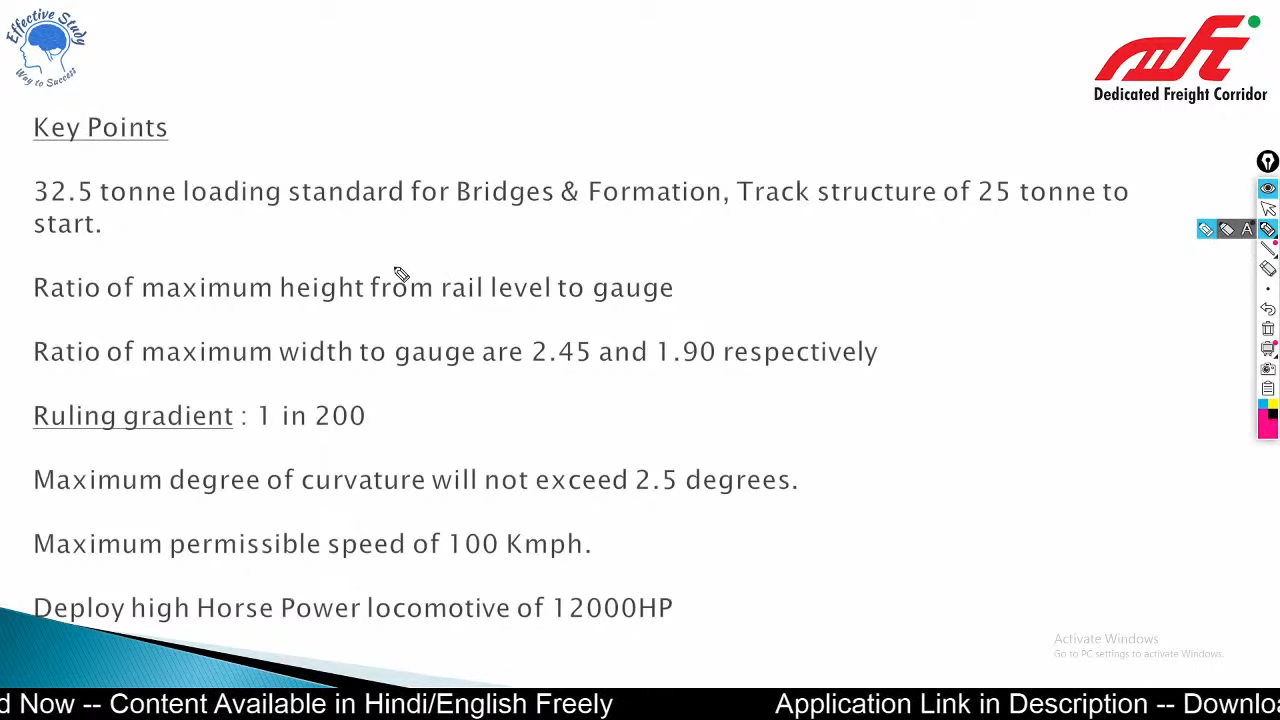 Effective Study
Way to Success
Dedicated Freight Corridor
Key Points
32.5 tonne loading standard for Bridges & Formation, Track structure of 25 tonne to
start.
Ratio of maximum height from rail level to gauge
Ratio of maximum width to gauge are 2.45 and 1.90 respectively
Ruling gradient : 1 in 200
Maximum degree of curvature will not exceed 2.5 degrees.
Maximum permissible speed of 100 Kmph.
Deploy high Horse Power locomotive of 12000HP
A
Activate Windows
Go to PC settings to activate Windows.
d Now -- Content Available in Hindi/English Freely Application Link in Description -- Downlo